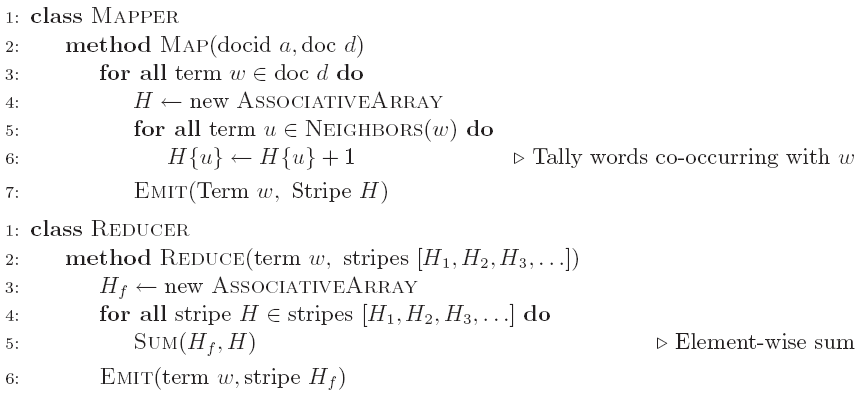 1: class Mapper
2: method Map(docid a, doc d)
3: for all term w ∈ doc d do
4: H ← new AssociativeArray
5: for all term u ∈ Neighbors(w) do
6: H{u} ← H{u} + 1 ▷ Tally words co-occurring with w
7: Emit(Term w, Stripe H)
1: class Reducer
2: method Reduce(term w, stripes [H₁, H₂, H₃, . . .])
3: H_f ← new AssociativeArray
4: for all stripe H ∈ stripes [H₁, H₂, H₃, . . .] do
5: Sum(H_f, H) ▷ Element-wise sum
6: Emit(term w, stripe H_f)